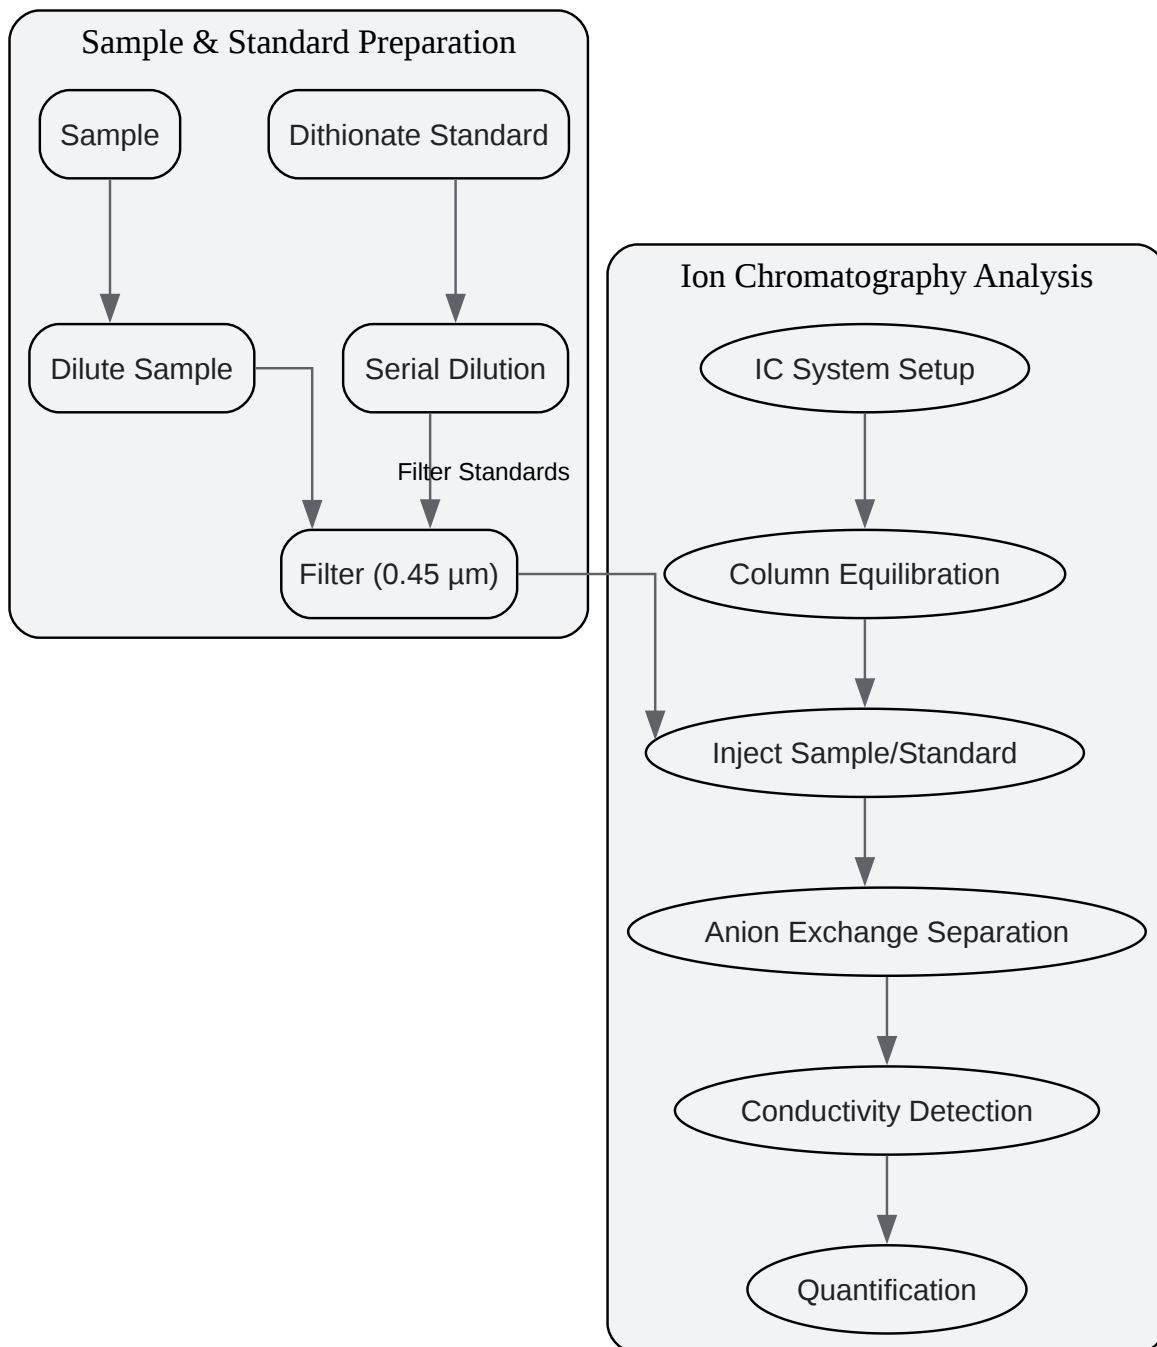 Sample & Standard Preparation
Sample
Dithionate Standard
Dilute Sample
Serial Dilution
Filter Standards
Filter (0.45 µm)
Ion Chromatography Analysis
IC System Setup
Column Equilibration
Inject Sample/Standard
Anion Exchange Separation
Conductivity Detection
Quantification